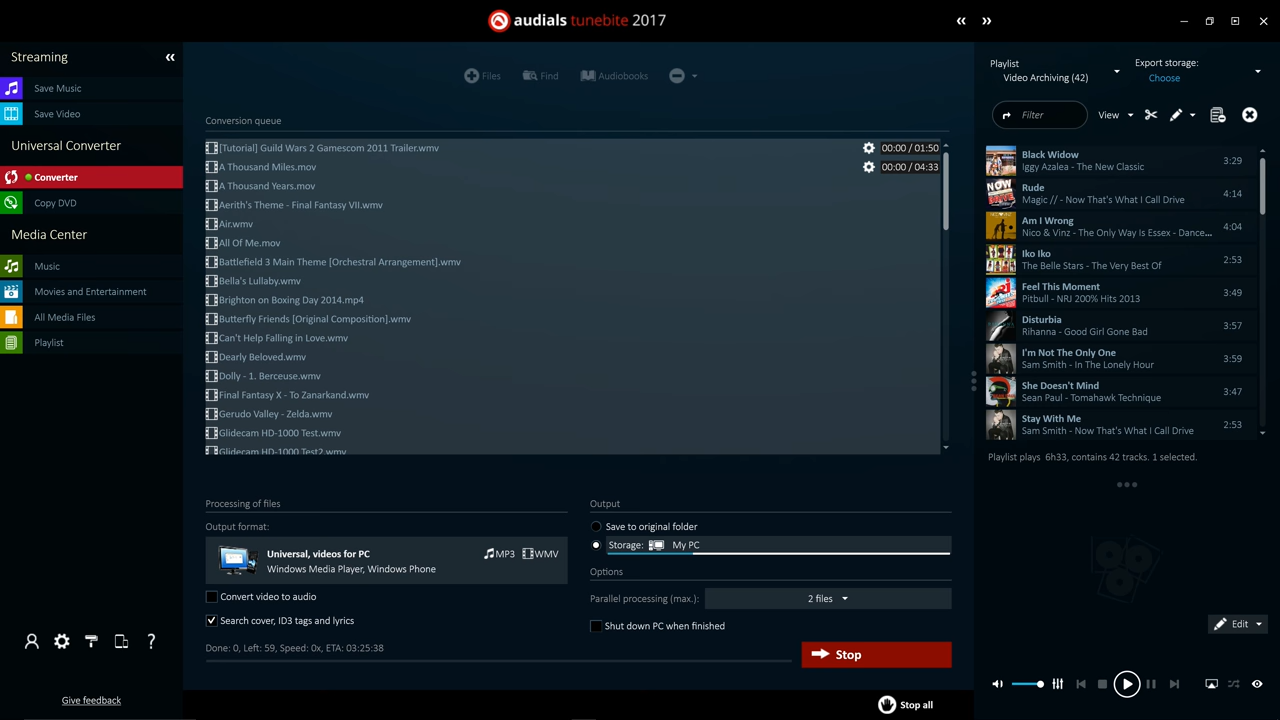 audials tunebite 2017
Streaming
Save Music
Save Video
Universal Converter
Converter
Copy DVD
Media Center
Music
Movies and Entertainment
All Media Files
Playlist
Give feedback
Files Find Audiobooks
Conversion queue
[Tutorial] Guild Wars 2 Gamescom 2011 Trailer.wmv 00:00 / 01:50
A Thousand Miles.mov 00:00 / 04:33
A Thousand Years.mov
Aerith's Theme - Final Fantasy VII.wmv
Air.wmv
All Of Me.mov
Battlefield 3 Main Theme [Orchestral Arrangement].wmv
Bella's Lullaby.wmv
Brighton on Boxing Day 2014.mp4
Butterfly Friends [Original Composition].wmv
Can't Help Falling in Love.wmv
Dearly Beloved.wmv
Dolly - 1. Berceuse.wmv
Final Fantasy X - To Zanarkand.wmv
Gerudo Valley - Zelda.wmv
Glidecam HD-1000 Test.wmv
Glidecam HD-1000 Test2.wmv
Processing of files
Output format:
Universal, videos for PC MP3 WMV
Windows Media Player, Windows Phone
Convert video to audio
Search cover, ID3 tags and lyrics
Done: 0, Left: 59, Speed: 0x, ETA: 03:25:38
Output
Save to original folder
Storage: My PC
Options
Parallel processing (max.): 2 files
Shut down PC when finished
Stop
Stop all
Playlist
Video Archiving (42)
Export storage:
Choose
Filter View
Black Widow
Iggy Azalea - The New Classic 3:29
Rude
Magic // - Now That's What I Call Drive 4:14
Am I Wrong
Nico & Vinz - The Only Way Is Essex - Dance... 4:04
Iko Iko
The Belle Stars - The Very Best Of 2:53
Feel This Moment
Pitbull - NRJ 200% Hits 2013 3:49
Disturbia
Rihanna - Good Girl Gone Bad 3:57
I'm Not The Only One
Sam Smith - In The Lonely Hour 3:59
She Doesn't Mind
Sean Paul - Tomahawk Technique 3:47
Stay With Me
Sam Smith - Now That's What I Call Drive 2:53
Playlist plays 6h33, contains 42 tracks. 1 selected.
Edit